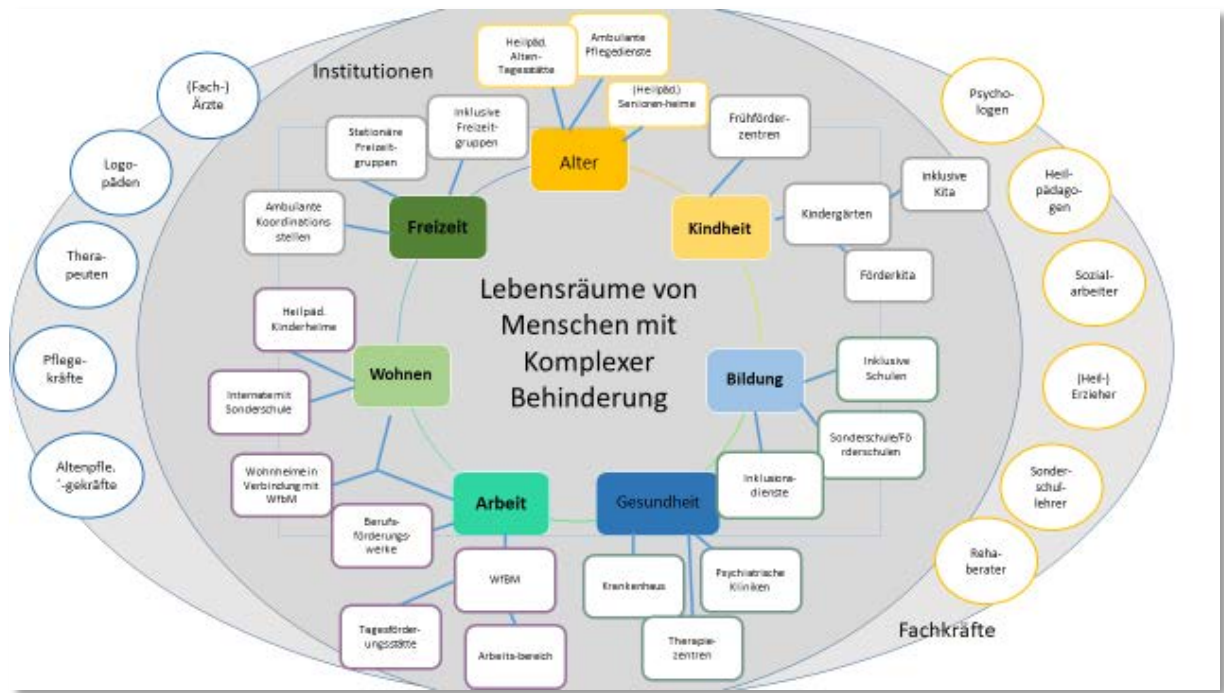 Institutionen
(Fach-)
Ärzte
Logo-
päden
Thera-
peuten
Pflege-
kräfte
Altenpfle.
´-gekräfte
Heilpäd.
Alten-
Tagesstätte
Ambulante
Pflegedienste
(Heilpäd.)
Senioren-heime
Alter
Stationäre
Freizeit-
gruppen
Inklusive
Freizeit-
gruppen
Ambulante
Koordinations
stellen
Freizeit
Frühförder-
zentren
Kindheit
Kindergärten
Inklusive
Kita
Förderkita
Lebensräume von
Menschen mit
Komplexer
Behinderung
Heilpäd.
Kinderheime
Wohnen
Internate mit
Sonderschule
Wohnheime in
Verbindung mit
WfbM
Bildung
Inklusive
Schulen
Sonderschule/Fö
rderschulen
Inklusions-
dienste
Arbeit
Berufs-
förderungs
werke
WfBM
Tagesförder-
ungsstätte
Arbeits-bereich
Gesundheit
Krankenhaus
Psychiatrische
Kliniken
Therapie-
zentren
Psycho-
logen
Heil-
pädago-
gen
Sozial-
arbeiter
(Heil-)
Erzieher
Sonder-
schul-
lehrer
Reha-
berater
Fachkräfte